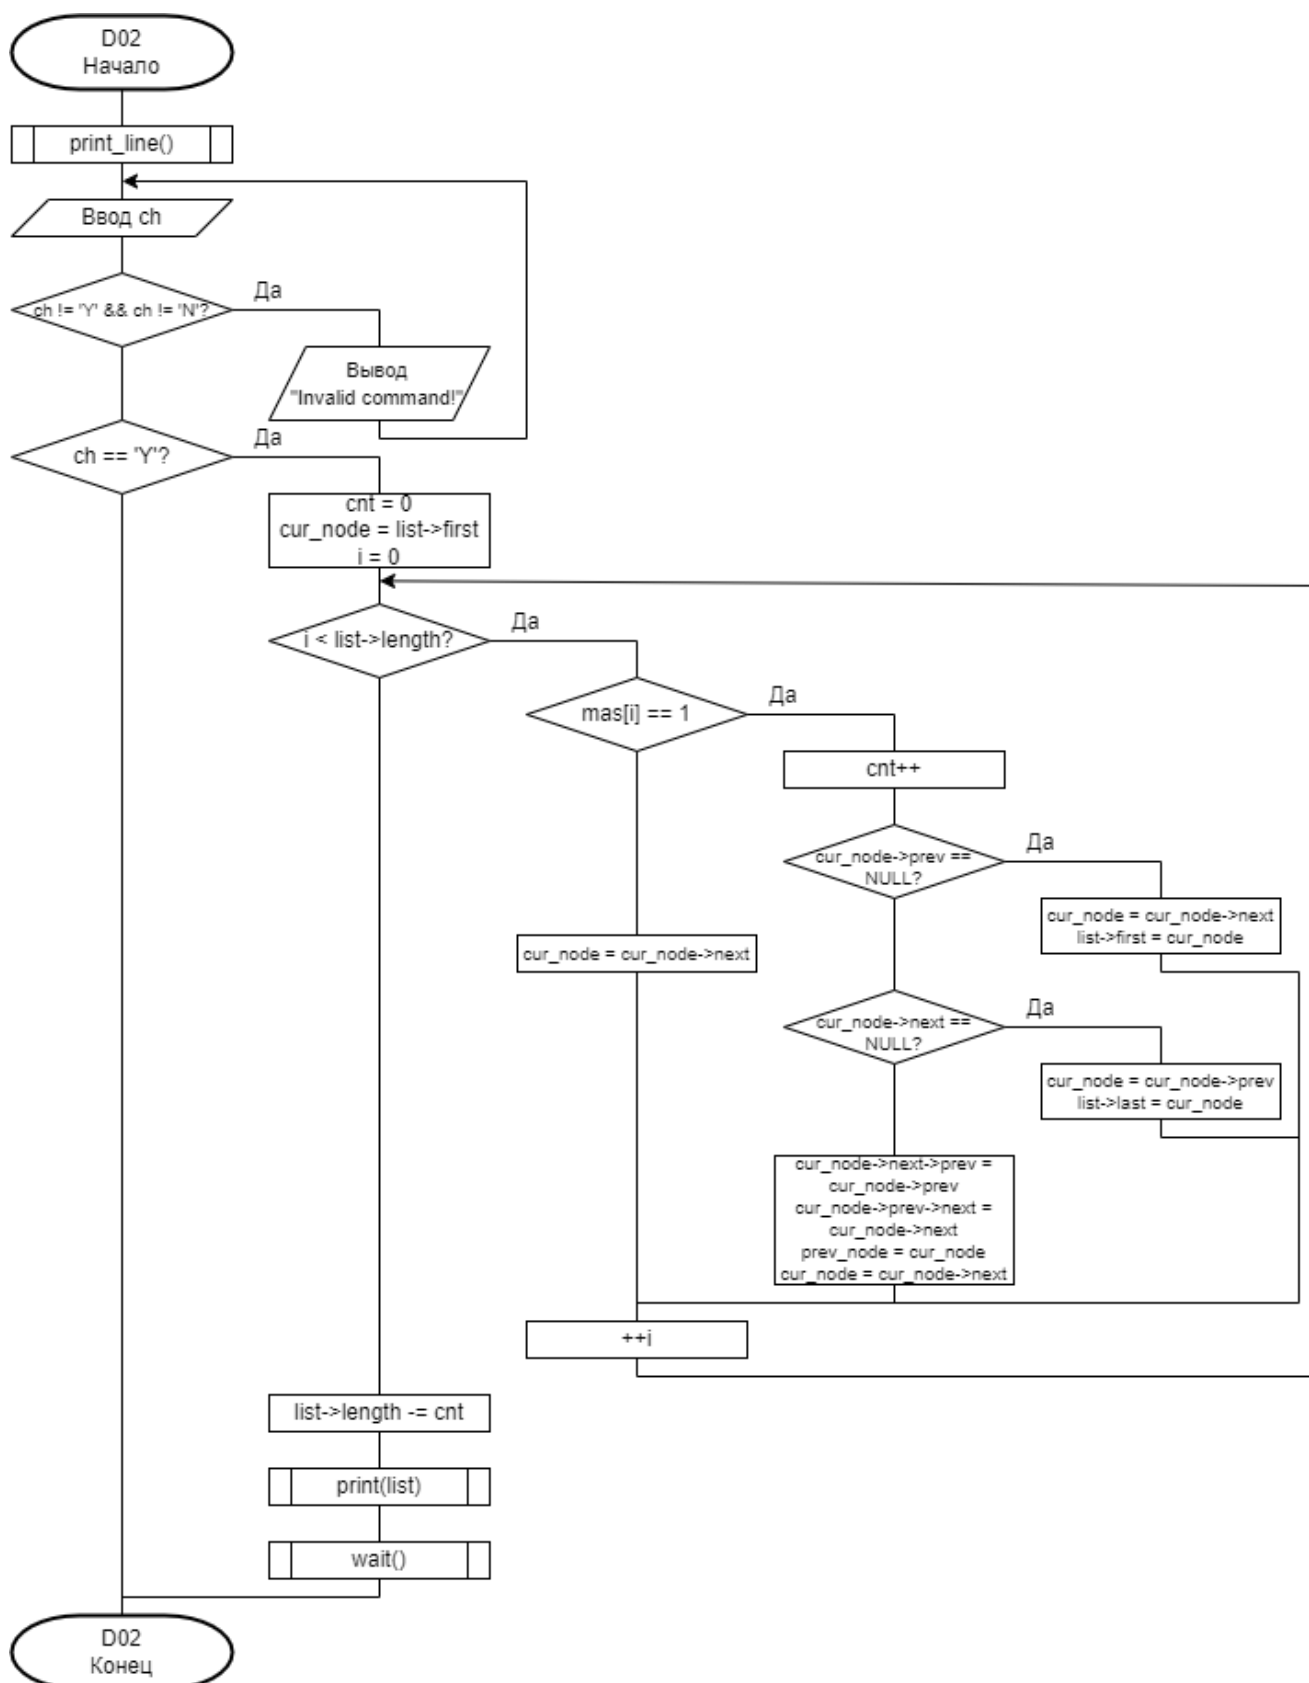 D02
Начало
print_line()
Ввод ch
ch != 'Y' && ch != 'N'?
Да
Вывод
"Invalid command!"
ch == 'Y'?
Да
cnt = 0
cur_node = list->first
i = 0
i < list->length?
Да
mas[i] == 1
Да
cnt++
cur_node->prev ==
NULL?
Да
cur_node = cur_node->next
list->first = cur_node
cur_node = cur_node->next
cur_node->next ==
NULL?
Да
cur_node = cur_node->prev
list->last = cur_node
cur_node->next->prev =
cur_node->prev
cur_node->prev->next =
cur_node->next
prev_node = cur_node
cur_node = cur_node->next
++i
list->length -= cnt
print(list)
wait()
D02
Конец